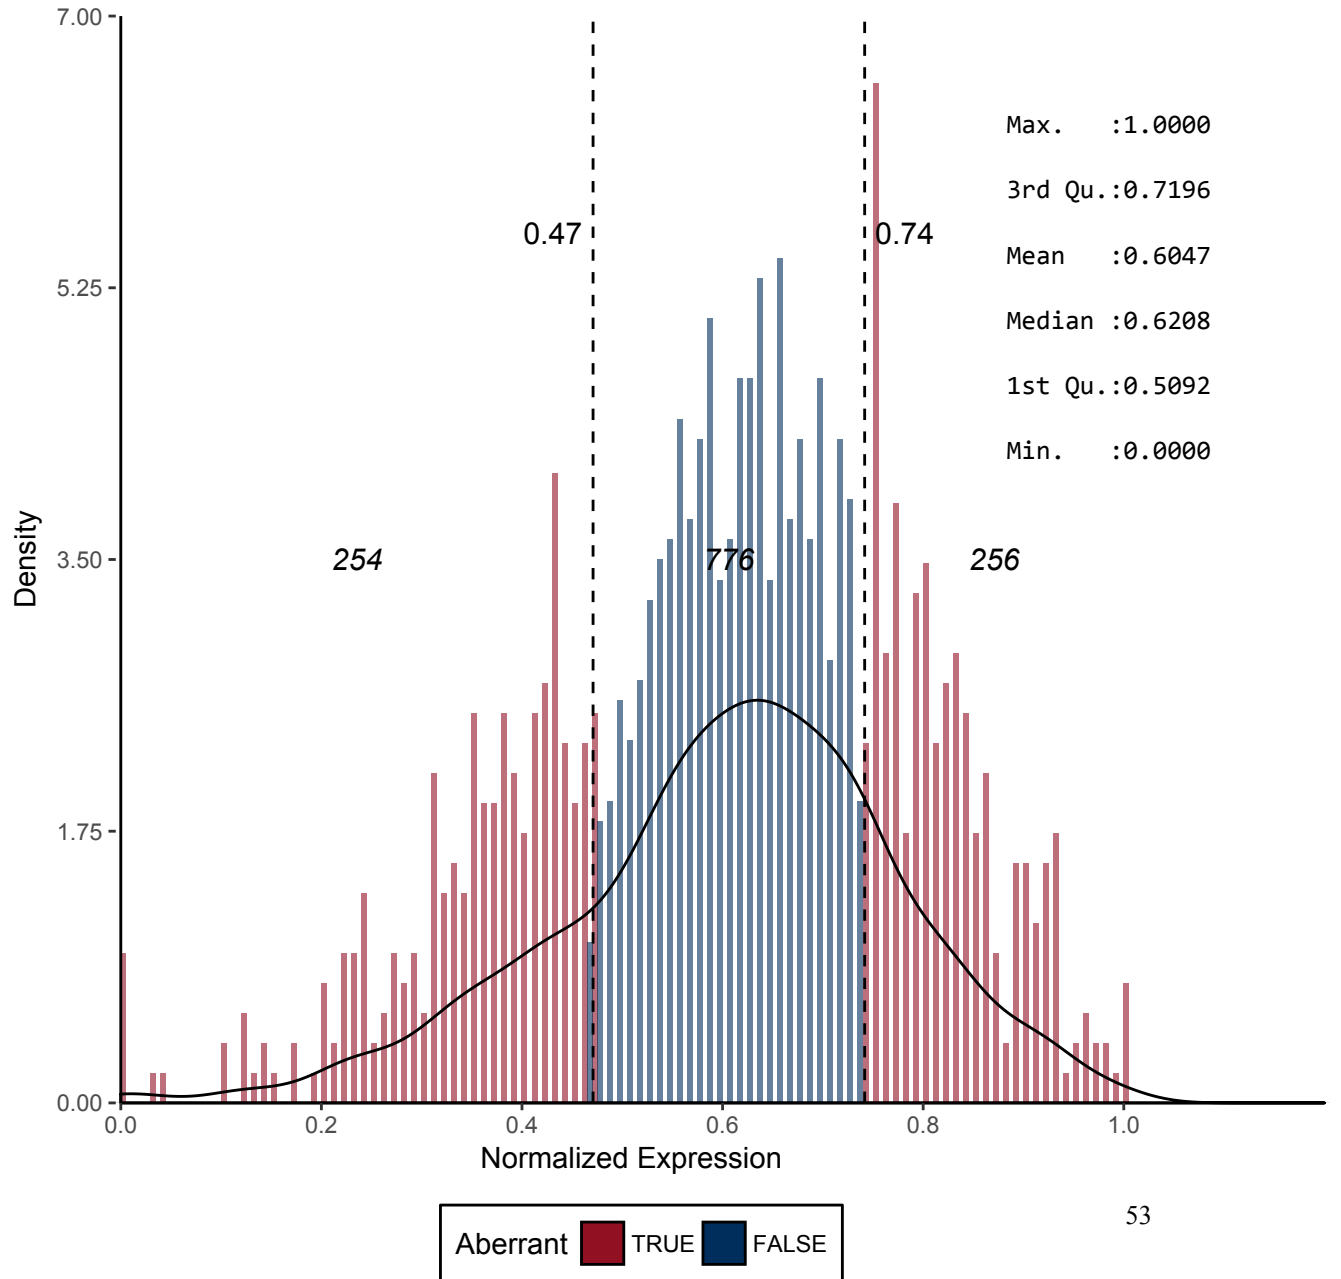 7.00
Max. :1.0000
3rd Qu.:0.7196
0.47
0.74
Mean :0.6047
5.25
Median :0.6208
1st Qu.:0.5092
Min. :0.0000
Density
3.50
254
776
256
1.75
0.00
0.0 0.2 0.4 0.6 0.8 1.0
Normalized Expression
53
Aberrant TRUE FALSE